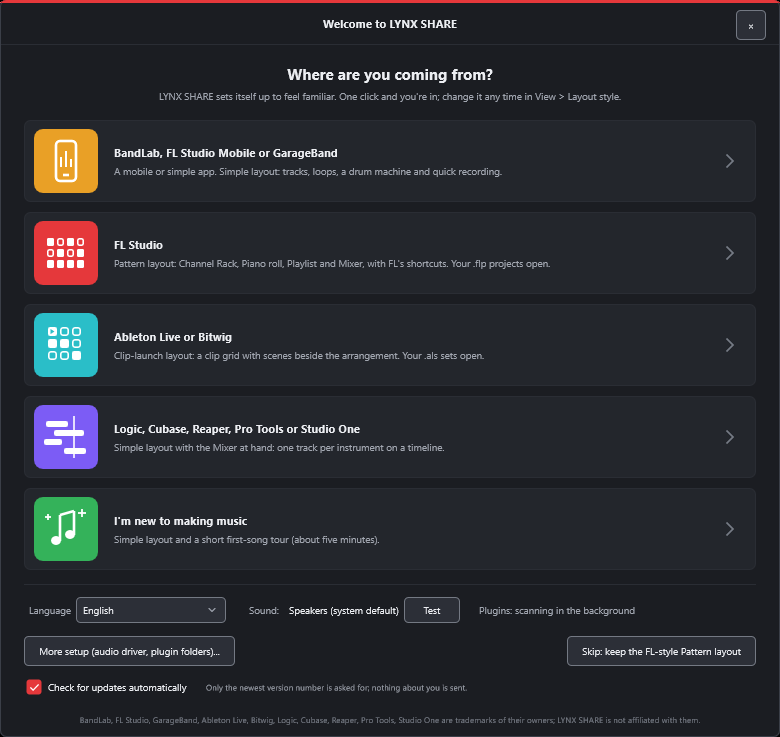 Welcome to LYNX SHARE
×
Where are you coming from?
LYNX SHARE sets itself up to feel familiar. One click and you're in; change it any time in View > Layout style.
BandLab, FL Studio Mobile or GarageBand
A mobile or simple app. Simple layout: tracks, loops, a drum machine and quick recording.
FL Studio
Pattern layout: Channel Rack, Piano roll, Playlist and Mixer, with FL's shortcuts. Your .flp projects open.
Ableton Live or Bitwig
Clip-launch layout: a clip grid with scenes beside the arrangement. Your .als sets open.
Logic, Cubase, Reaper, Pro Tools or Studio One
Simple layout with the Mixer at hand: one track per instrument on a timeline.
I'm new to making music
Simple layout and a short first-song tour (about five minutes).
Language English Sound: Speakers (system default) Test Plugins: scanning in the background
More setup (audio driver, plugin folders)... Skip: keep the FL-style Pattern layout
Check for updates automatically Only the newest version number is asked for; nothing about you is sent.
BandLab, FL Studio, GarageBand, Ableton Live, Bitwig, Logic, Cubase, Reaper, Pro Tools, Studio One are trademarks of their owners; LYNX SHARE is not affiliated with them.